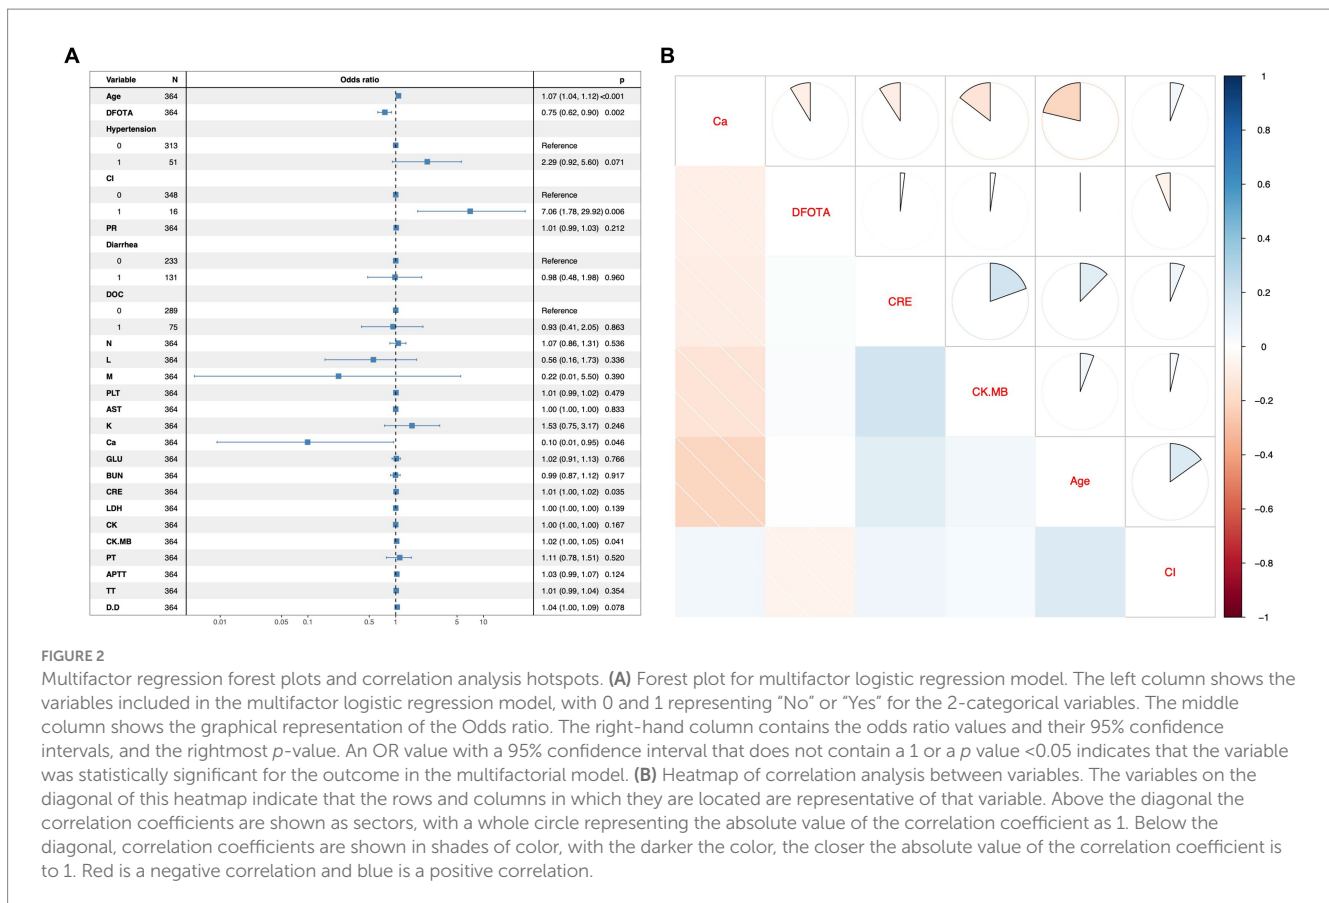 A
B
Variable N Odds ratio p
Age 364 1.07 (1.04, 1.12) <0.001
DFOTA 364 0.75 (0.62, 0.90) 0.002
Hypertension
0 313 Reference
1 51 2.29 (0.92, 5.60) 0.071
CI
0 348 Reference
1 16 7.06 (1.78, 29.92) 0.006
PR 364 1.01 (0.99, 1.03) 0.212
Diarrhea
0 233 Reference
1 131 0.98 (0.48, 1.98) 0.960
DOC
0 289 Reference
1 75 0.93 (0.41, 2.05) 0.863
N 364 1.07 (0.86, 1.31) 0.536
L 364 0.56 (0.16, 1.73) 0.336
M 364 0.22 (0.01, 5.50) 0.390
PLT 364 1.01 (0.99, 1.02) 0.479
AST 364 1.00 (1.00, 1.00) 0.833
K 364 1.53 (0.75, 3.17) 0.246
Ca 364 0.10 (0.01, 0.95) 0.046
GLU 364 1.02 (0.91, 1.13) 0.766
BUN 364 0.99 (0.87, 1.12) 0.917
CRE 364 1.01 (1.00, 1.02) 0.035
LDH 364 1.00 (1.00, 1.00) 0.139
CK 364 1.00 (1.00, 1.00) 0.167
CK.MB 364 1.02 (1.00, 1.05) 0.041
PT 364 1.11 (0.78, 1.51) 0.520
APTT 364 1.03 (0.99, 1.07) 0.124
TT 364 1.01 (0.99, 1.04) 0.354
D.D 364 1.04 (1.00, 1.09) 0.078
0.01 0.05 0.1 0.5 1 5 10
Ca
DFOTA
CRE
CK.MB
Age
CI
1
0.8
0.6
0.4
0.2
0
−0.2
−0.4
−0.6
−0.8
−1
FIGURE 2
Multifactor regression forest plots and correlation analysis hotspots. (A) Forest plot for multifactor logistic regression model. The left column shows the
variables included in the multifactor logistic regression model, with 0 and 1 representing “No” or “Yes” for the 2-categorical variables. The middle
column shows the graphical representation of the Odds ratio. The right-hand column contains the odds ratio values and their 95% confidence
intervals, and the rightmost p-value. An OR value with a 95% confidence interval that does not contain a 1 or a p value <0.05 indicates that the variable
was statistically significant for the outcome in the multifactorial model. (B) Heatmap of correlation analysis between variables. The variables on the
diagonal of this heatmap indicate that the rows and columns in which they are located are representative of that variable. Above the diagonal the
correlation coefficients are shown as sectors, with a whole circle representing the absolute value of the correlation coefficient as 1. Below the
diagonal, correlation coefficients are shown in shades of color, with the darker the color, the closer the absolute value of the correlation coefficient is
to 1. Red is a negative correlation and blue is a positive correlation.